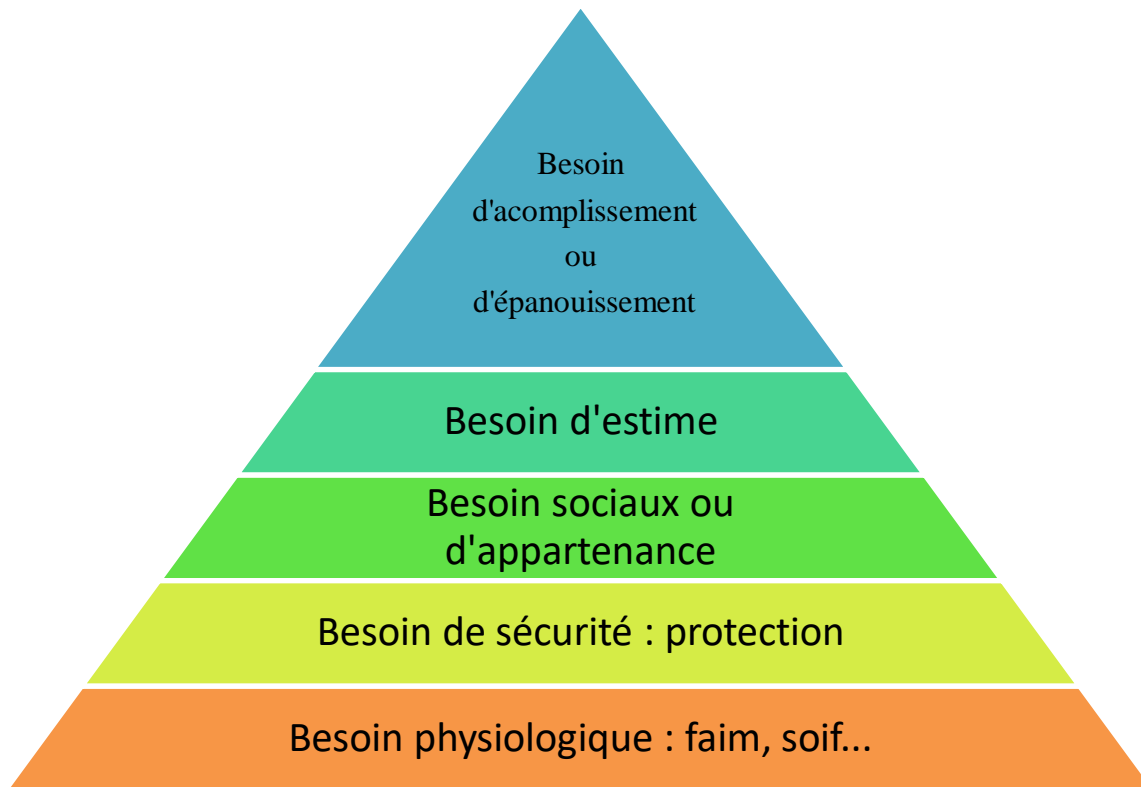 Besoin
d'acomplissement
ou
d'épanouissement
Besoin d'estime
Besoin sociaux ou
d'appartenance
Besoin de sécurité : protection
Besoin physiologique : faim, soif...